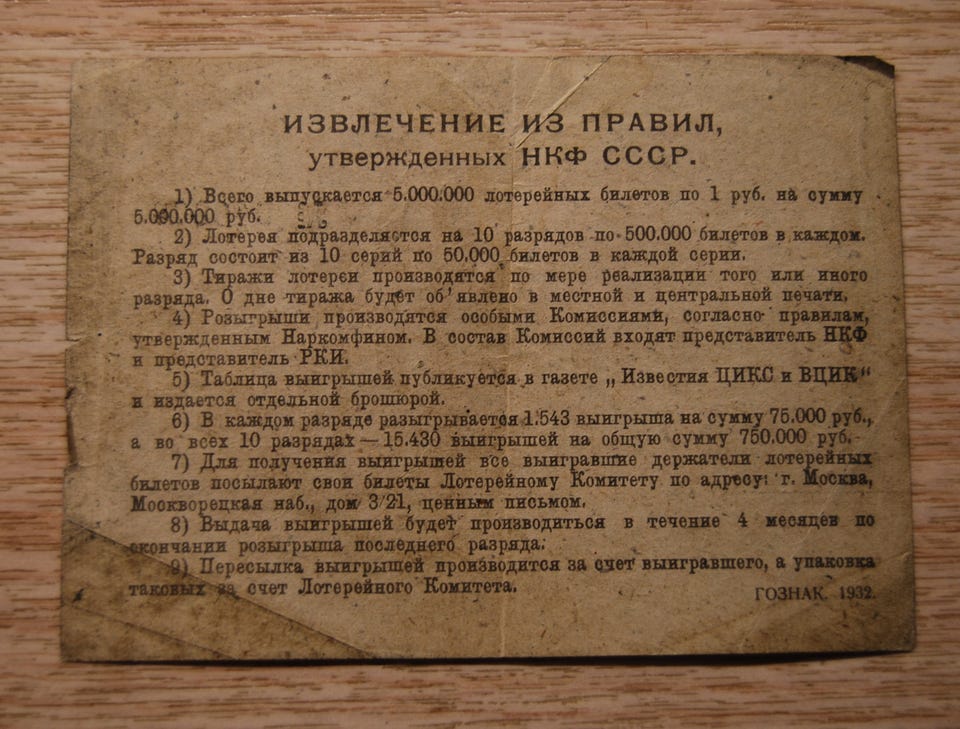 ИЗВЛЕЧЕНИЕ ИЗ ПРАВИЛ,
утвержденных НКФ СССР.
1) Всего выпускается 5.000.000 лотерейных билетов по 1 руб. на сумму
5.000.000 руб.
2) Лотерея подразделяется на 10 разрядов по 500.000 билетов в каждом.
Разряд состоит из 10 серий по 50.000 билетов в каждой серии.
3) Тиражи лотереи производятся по мере реализации того или иного
разряда. О дне тиража будет об'явлено в местной и центральной печати.
4) Розыгрыши производятся особыми Комиссиями, согласно правилам,
утвержденным Наркомфином. В состав Комиссий входят представитель НКФ
и представитель РКИ.
5) Таблица выигрышей публикуется в газете „Известия ЦИКС и ВЦИК“
и издается отдельной брошюрой.
6) В каждом разряде разыгрывается 1.543 выигрыша на сумму 75.000 руб.,
а во всех 10 разрядах — 15.430 выигрышей на общую сумму 750.000 руб.
7) Для получения выигрышей все выигравшие держатели лотерейных
билетов посылают свои билеты Лотерейному Комитету по адресу: г. Москва,
Москворецкая наб., дом 3/21, ценным письмом.
8) Выдача выигрышей будет производиться в течение 4 месяцев по
окончании розыгрыша последнего разряда.
9) Пересылка выигрышей производится за счет выигравшего, а упаковка
таковых за счет Лотерейного Комитета.
ГОЗНАК. 1932.